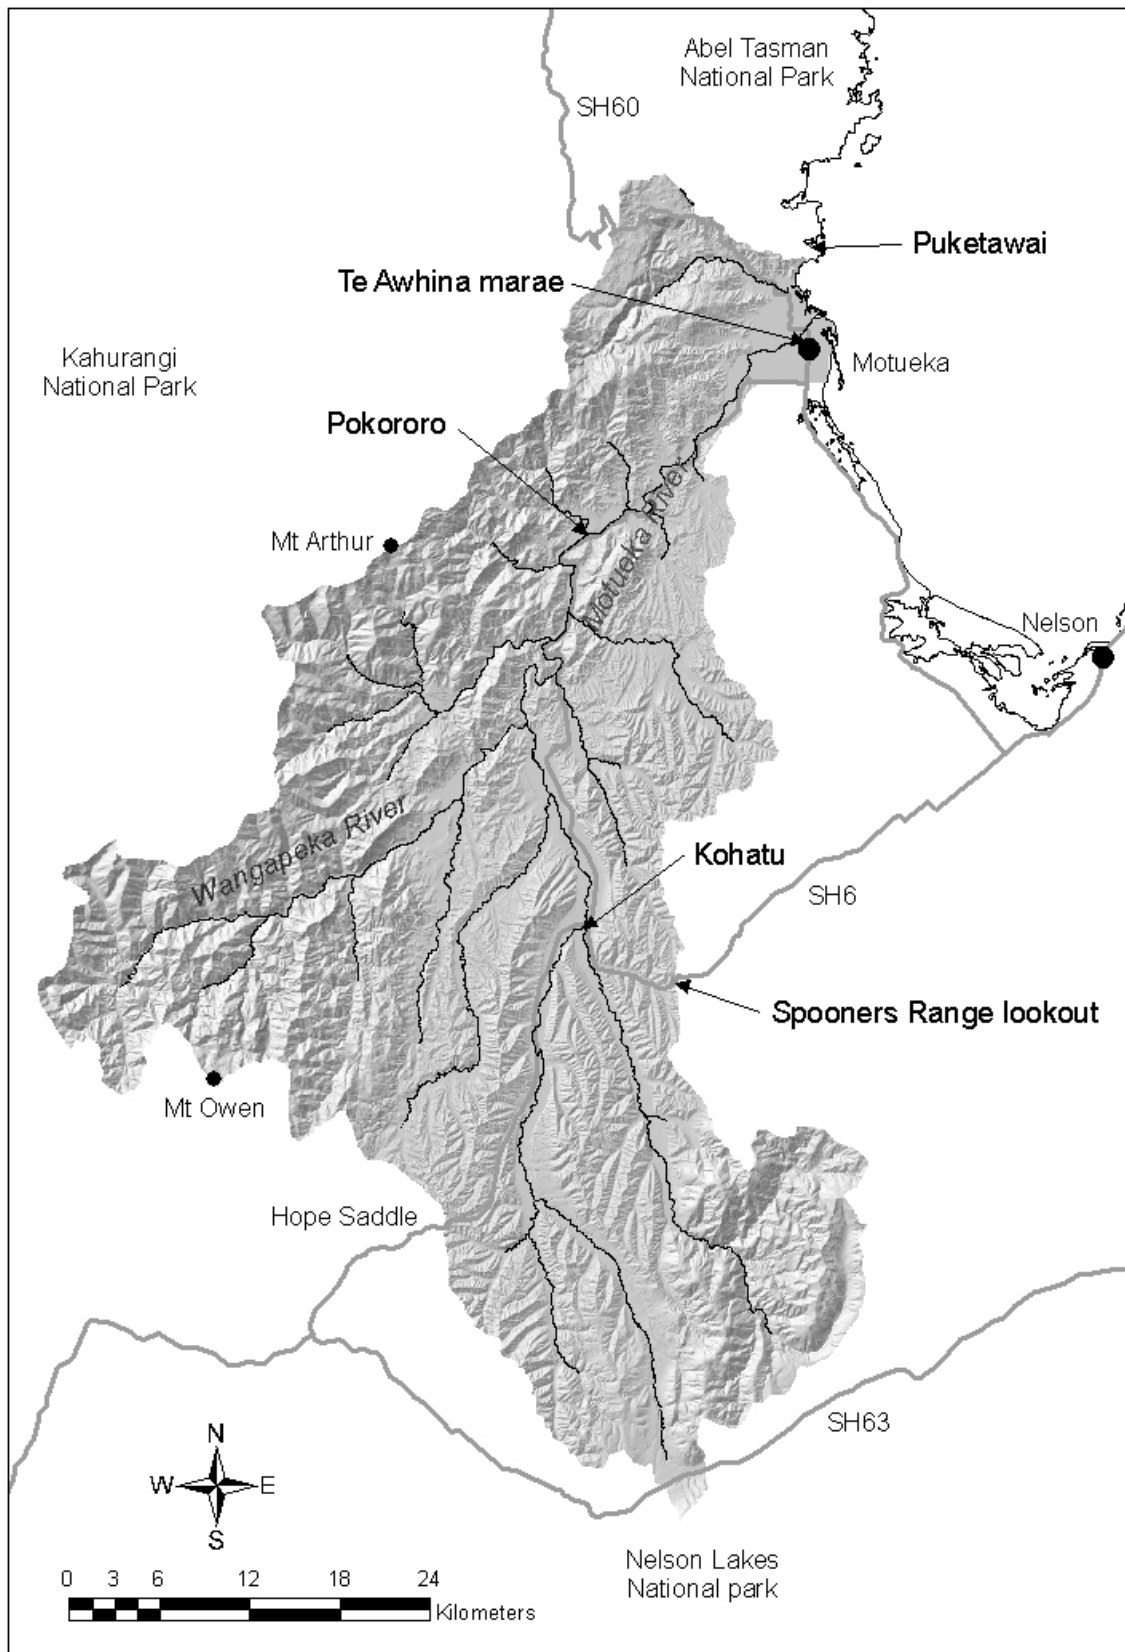 Abel Tasman
National Park
SH60
Puketawai
Te Awhina marae
Kahurangi
National Park
Motueka
Pokororo
Motueka River
Mt Arthur
Nelson
Wangapeka River
Kohatu
SH6
Spooners Range lookout
Mt Owen
Hope Saddle
SH63
N
W E
S
Nelson Lakes
National park
0 3 6 12 18 24
Kilometers